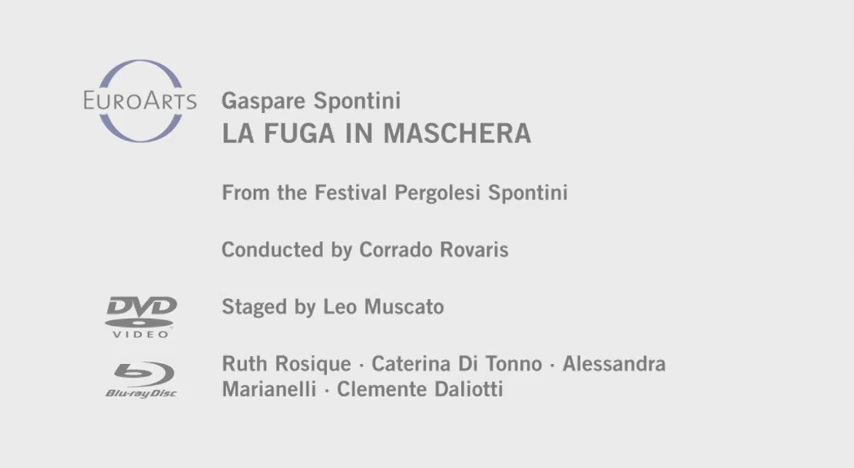 EUROARTS
Gaspare Spontini
LA FUGA IN MASCHERA
From the Festival Pergolesi Spontini
Conducted by Corrado Rovaris
DVD
VIDEO
Staged by Leo Muscato
Blu-ray Disc
Ruth Rosique · Caterina Di Tonno · Alessandra
Marianelli · Clemente Daliotti